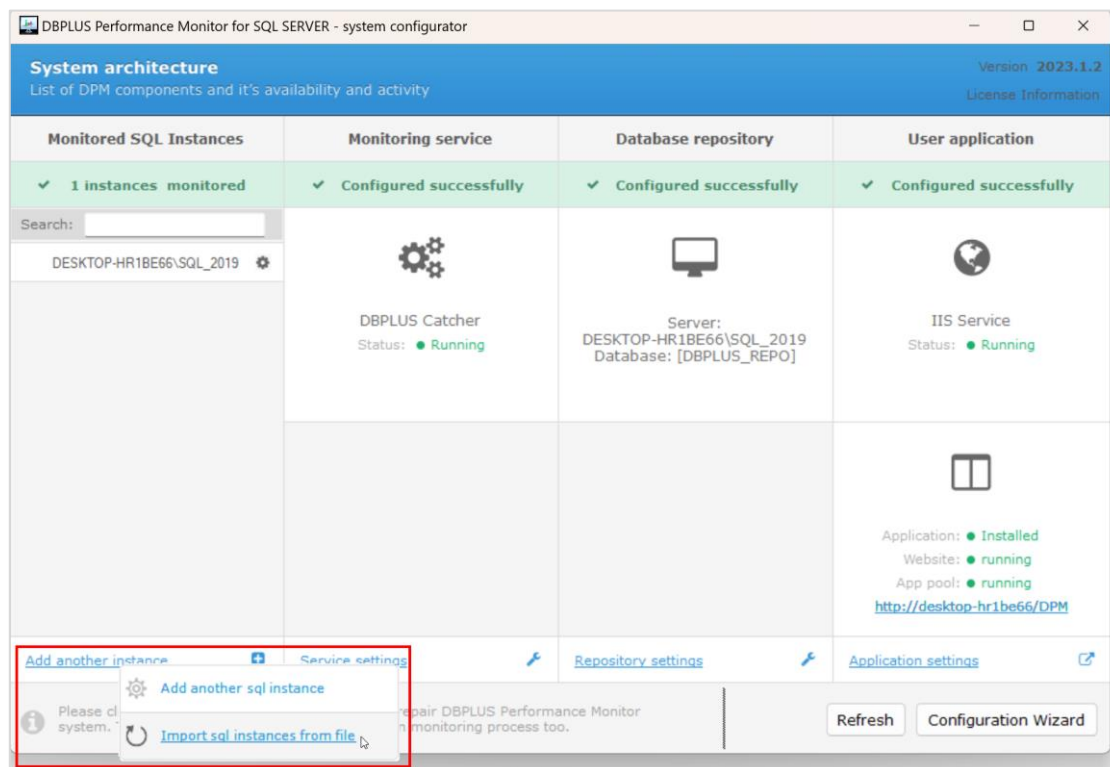 DBPLUS Performance Monitor for SQL SERVER - system configurator
System architecture
List of DPM components and it's availability and activity
Version 2023.1.2
License Information
Monitored SQL Instances
Monitoring service
Database repository
User application
1 instances monitored
Configured successfully
Configured successfully
Configured successfully
Search:
DESKTOP-HR1BE66\SQL_2019
DBPLUS Catcher
Status: Running
Server:
DESKTOP-HR1BE66\SQL_2019
Database: [DBPLUS_REPO]
IIS Service
Status: Running
Application: Installed
Website: running
App pool: running
http://desktop-hr1be66/DPM
Add another instance
Service settings
Repository settings
Application settings
Add another sql instance
Import sql instances from file
Please repair DBPLUS Performance Monitor
system. monitoring process too.
Refresh
Configuration Wizard